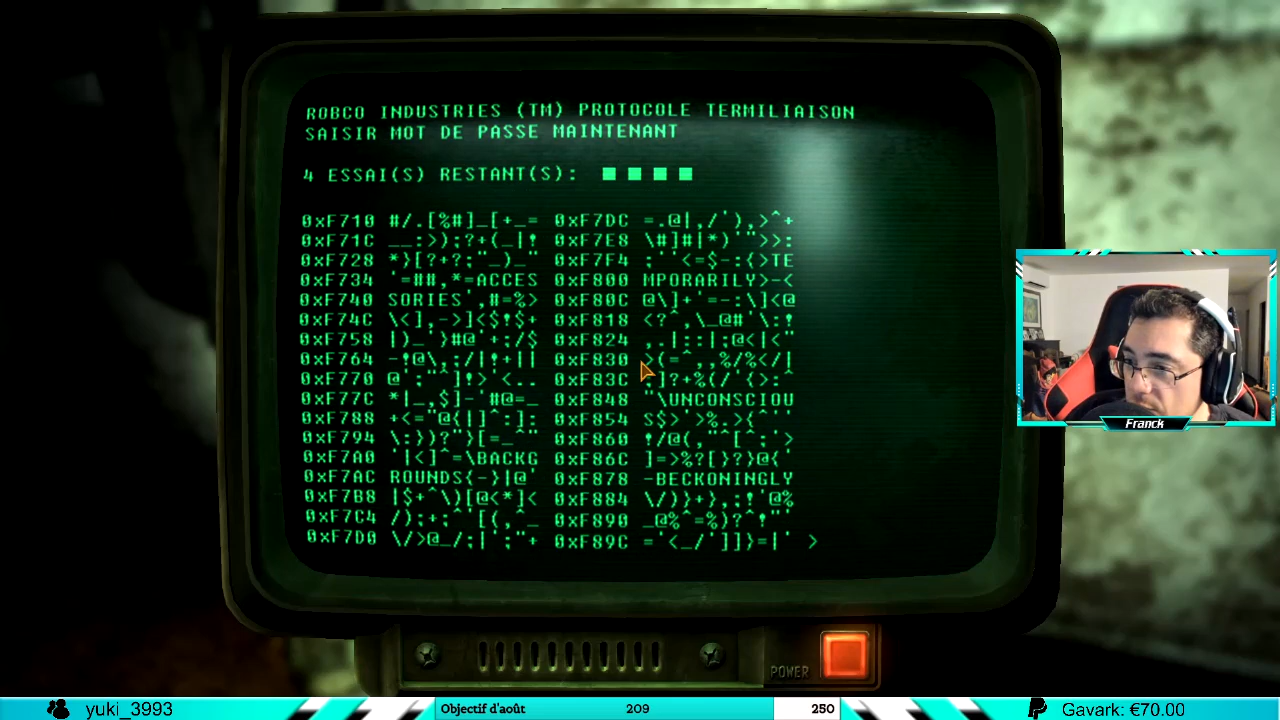 ROBCO INDUSTRIES (TM) PROTOCOLE TERMILIAISON
SAISIR MOT DE PASSE MAINTENANT
4 ESSAI(S) RESTANT(S): ■ ■ ■ ■
0xF710 #/.[%#]_[+_= 0xF7DC =.@|,/'),>^+
0xF71C __:>);?+(_|! 0xF7E8 \#]#|*)'">>:
0xF728 *}[?+?;"_)_" 0xF7F4 ;''<=$-:{>TE
0xF734 '=##,*=ACCES 0xF800 MPORARILY>-<
0xF740 SORIES',#=%> 0xF80C @\]+'=-:\]<@
0xF74C \<],->]<$!$+ 0xF818 <?^,\_@#'\:!
0xF758 |)_'}#@'+;/$ 0xF824 ,.|::|;@<|<"
0xF764 -!@\,;/|!+|| 0xF830 >(=^,,%/%</|
0xF770 @';"^]!>'<.. 0xF83C ;]?+%(/'{>:^
0xF77C *|_,$]-'#@=_ 0xF848 "\UNCONSCIOU
0xF788 +<="@{|]^:]: 0xF854 S$>'>%.>{^''
0xF794 \:})?"}[=_^" 0xF860 !/@(,"^[^;'>
0xF7A0 '|<]^=\BACKG 0xF86C ]=>%?[}?}@{'
0xF7AC ROUNDS{-}|@' 0xF878 -BECKONINGLY
0xF7B8 |$+^\)[@<*]< 0xF884 \/)}+},;!'@%
0xF7C4 /);+;^'[(,^_ 0xF890 _@%^=%)?^!"'
0xF7D0 \/>@_/;|';"+ 0xF89C ='<_/']]}=|' >
POWER
Franck
yuki_3993
Objectif d'août 209 250
Gavark: €70.00